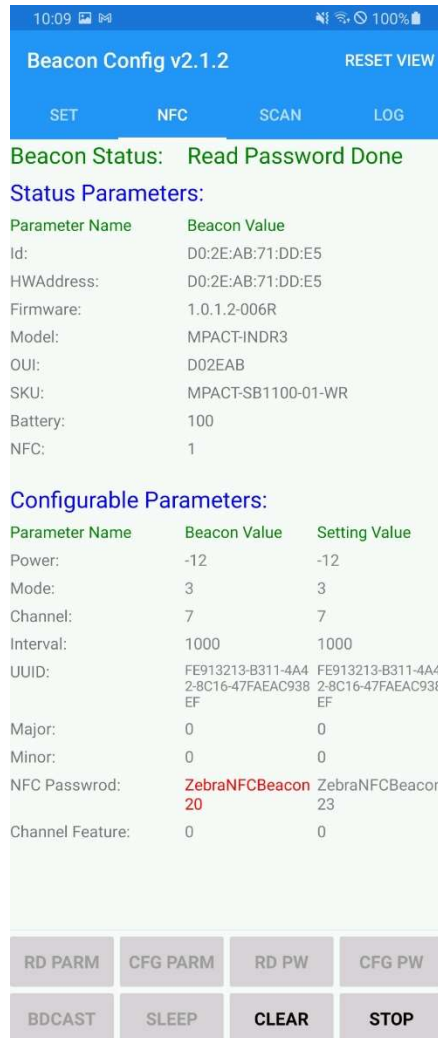 10:09 100%
Beacon Config v2.1.2 RESET VIEW
SET NFC SCAN LOG
Beacon Status: Read Password Done
Status Parameters:
Parameter Name Beacon Value
Id: D0:2E:AB:71:DD:E5
HWAddress: D0:2E:AB:71:DD:E5
Firmware: 1.0.1.2-006R
Model: MPACT-INDR3
OUI: D02EAB
SKU: MPACT-SB1100-01-WR
Battery: 100
NFC: 1
Configurable Parameters:
Parameter Name Beacon Value Setting Value
Power: -12 -12
Mode: 3 3
Channel: 7 7
Interval: 1000 1000
UUID: FE913213-B311-4A4 FE913213-B311-4A4
2-8C16-47FAEAC938 2-8C16-47FAEAC938
EF EF
Major: 0 0
Minor: 0 0
NFC Passwrod: ZebraNFCBeacon ZebraNFCBeacon
20 23
Channel Feature: 0 0
RD PARM CFG PARM RD PW CFG PW
BDCAST SLEEP CLEAR STOP